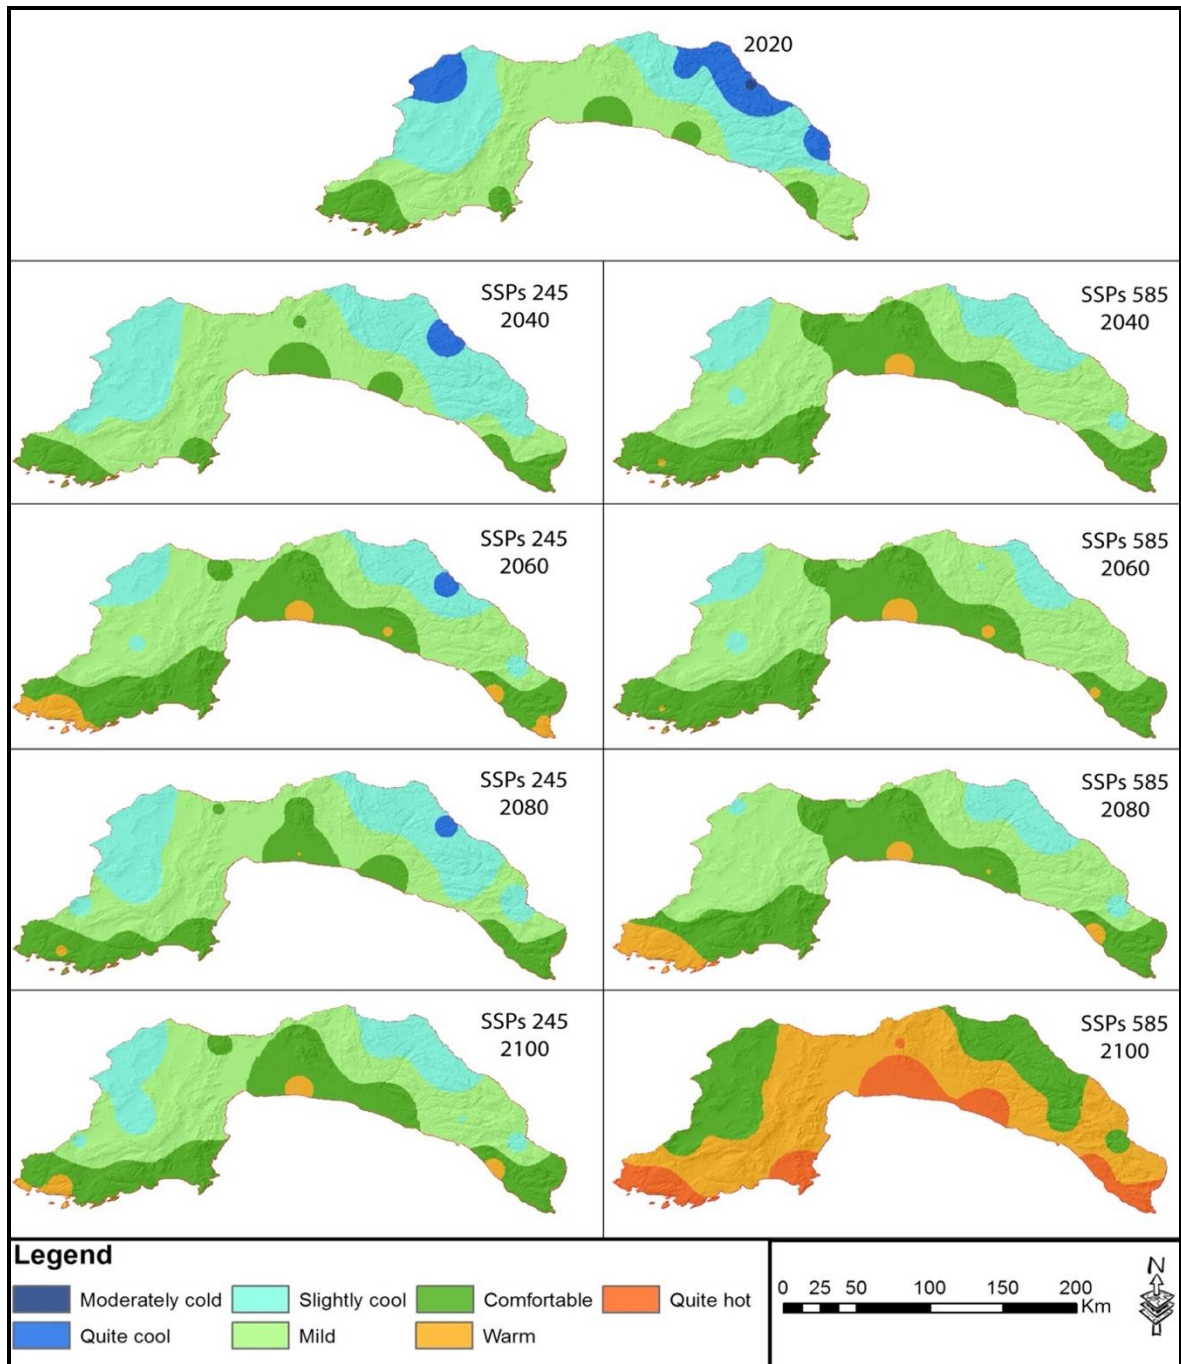 2020
SSPs 245
2040
SSPs 585
2040
SSPs 245
2060
SSPs 585
2060
SSPs 245
2080
SSPs 585
2080
SSPs 245
2100
SSPs 585
2100
Legend
Moderately cold Slightly cool Comfortable Quite hot
Quite cool Mild Warm
0 25 50 100 150 200
Km
N